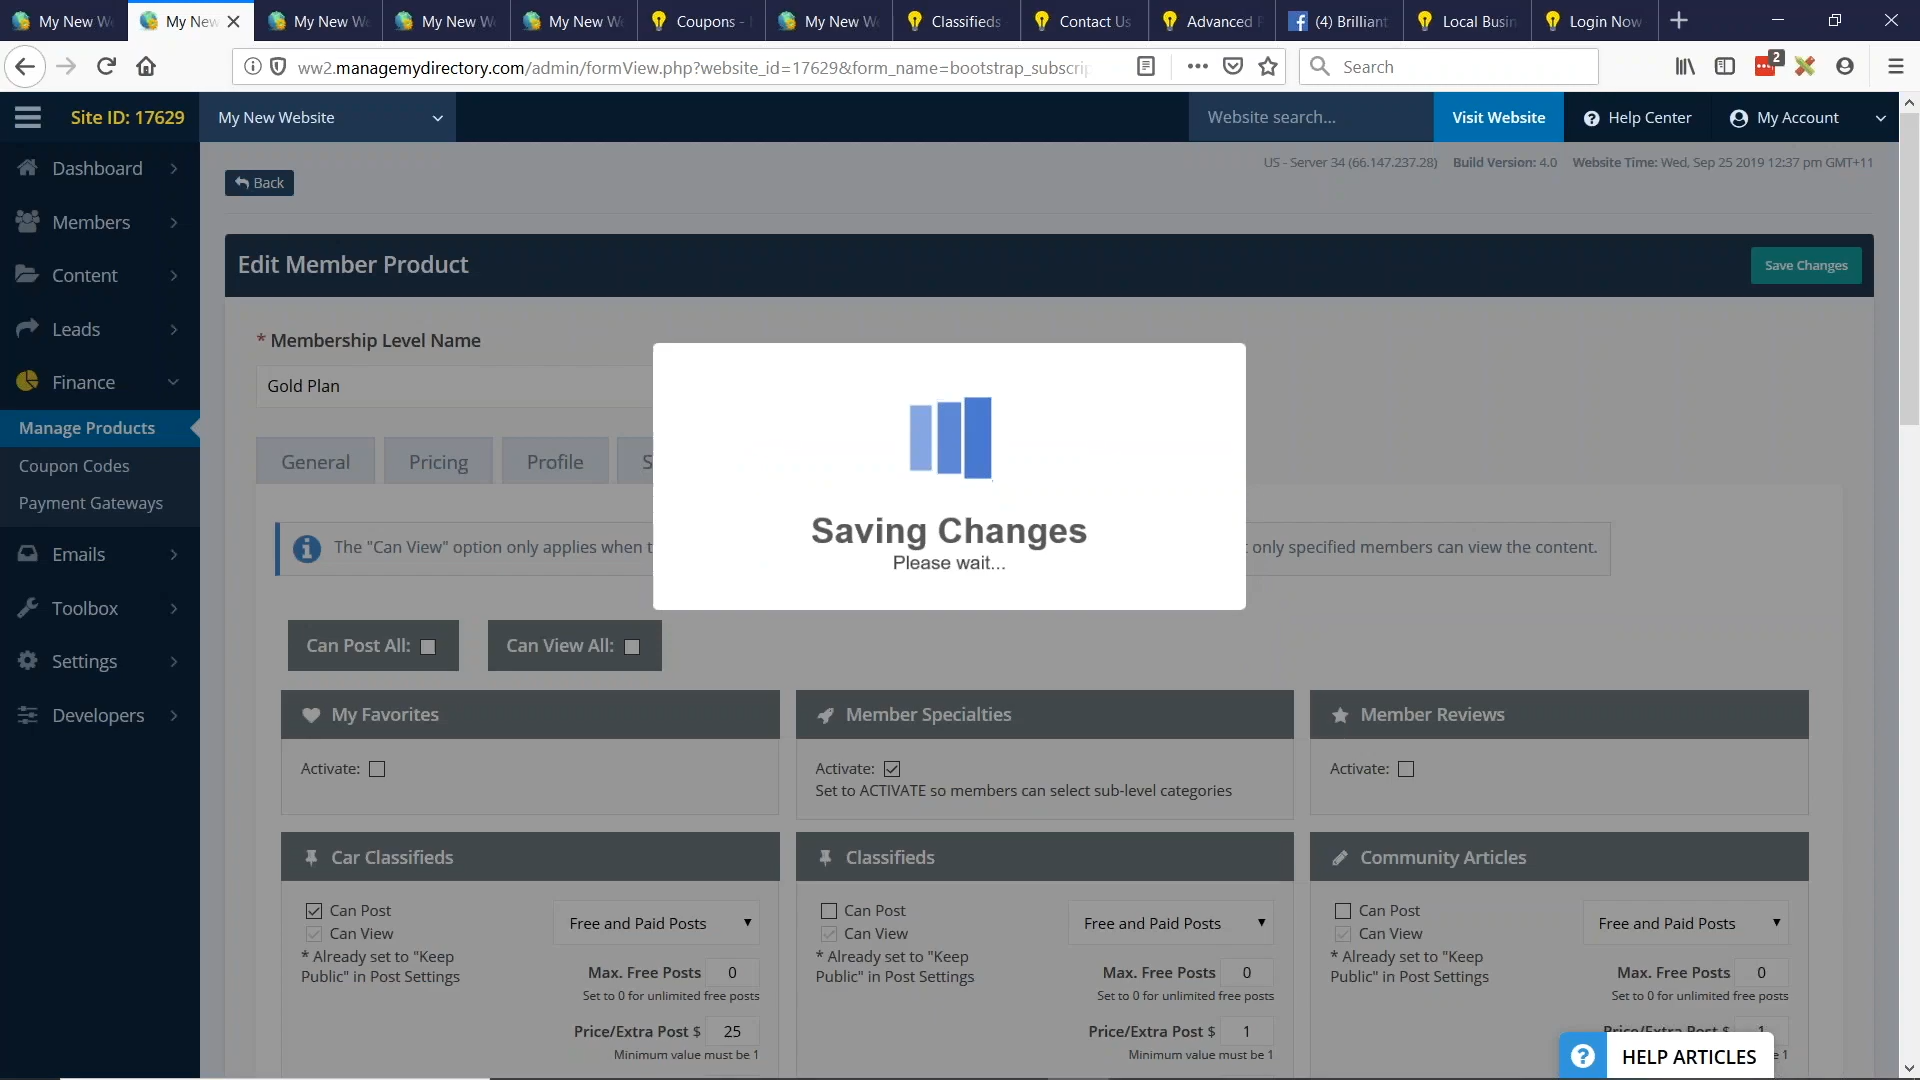 My New W
My New
My New W
My New W
My New W
Coupons -
My New W
Classifieds
Contact Us
Advanced
(4) Brilliant
Local Busin
Login Now
ww2.managemydirectory.com/admin/formView.php?website_id=17629&form_name=bootstrap_subscrip
Search
2
Site ID: 17629
My New Website
Website search...
Visit Website
Help Center
My Account
US - Server 34 (66.147.237.28) Build Version: 4.0 Website Time: Wed, Sep 25 2019 12:37 pm GMT+11
Dashboard
Members
Content
Leads
Finance
Manage Products
Coupon Codes
Payment Gateways
Emails
Toolbox
Settings
Developers
Back
Edit Member Product
Save Changes
* Membership Level Name
Gold Plan
General
Pricing
Profile
S
The "Can View" option only applies when t
only specified members can view the content.
Saving Changes
Please wait...
Can Post All:
Can View All:
My Favorites
Activate:
Member Specialties
Activate:
Set to ACTIVATE so members can select sub-level categories
Member Reviews
Activate:
Car Classifieds
Can Post
Can View
* Already set to "Keep
Public" in Post Settings
Free and Paid Posts
Max. Free Posts 0
Set to 0 for unlimited free posts
Price/Extra Post $ 25
Minimum value must be 1
Classifieds
Can Post
Can View
* Already set to "Keep
Public" in Post Settings
Free and Paid Posts
Max. Free Posts 0
Set to 0 for unlimited free posts
Price/Extra Post $ 1
Minimum value must be 1
Community Articles
Can Post
Can View
* Already set to "Keep
Public" in Post Settings
Free and Paid Posts
Max. Free Posts 0
Set to 0 for unlimited free posts
Price/Extra Post $ 1
e 1
? HELP ARTICLES